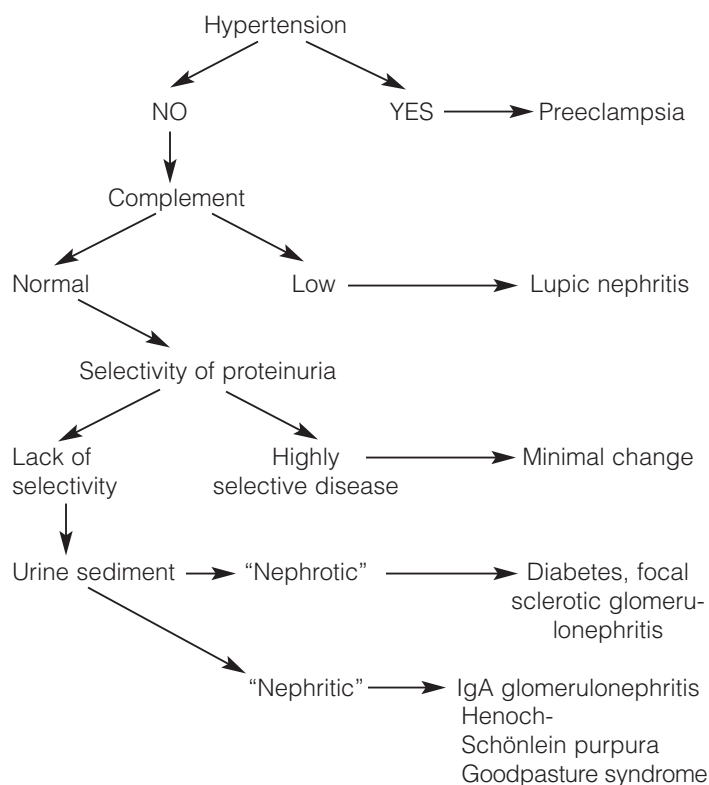 Hypertension
NO
YES
Preeclampsia
Complement
Normal
Low
Lupic nephritis
Selectivity of proteinuria
Lack of
selectivity
Highly
selective disease
Minimal change
Urine sediment
“Nephrotic”
Diabetes, focal
sclerotic glomeru-
lonephritis
“Nephritic”
IgA glomerulonephritis
Henoch-
Schönlein purpura
Goodpasture syndrome